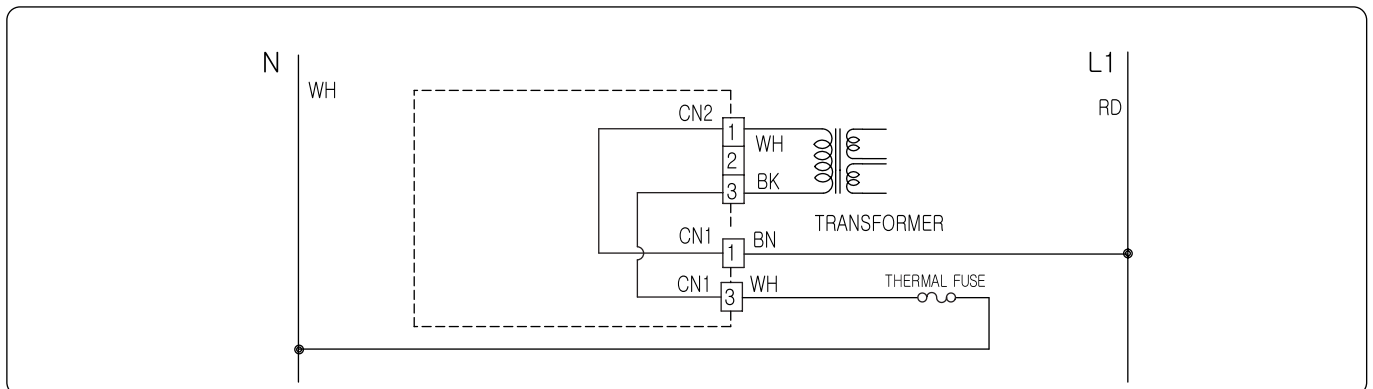 N
L1
WH
RD
CN2
1
WH
2
3
BK
TRANSFORMER
CN1
1
BN
CN1
3
WH
THERMAL FUSE